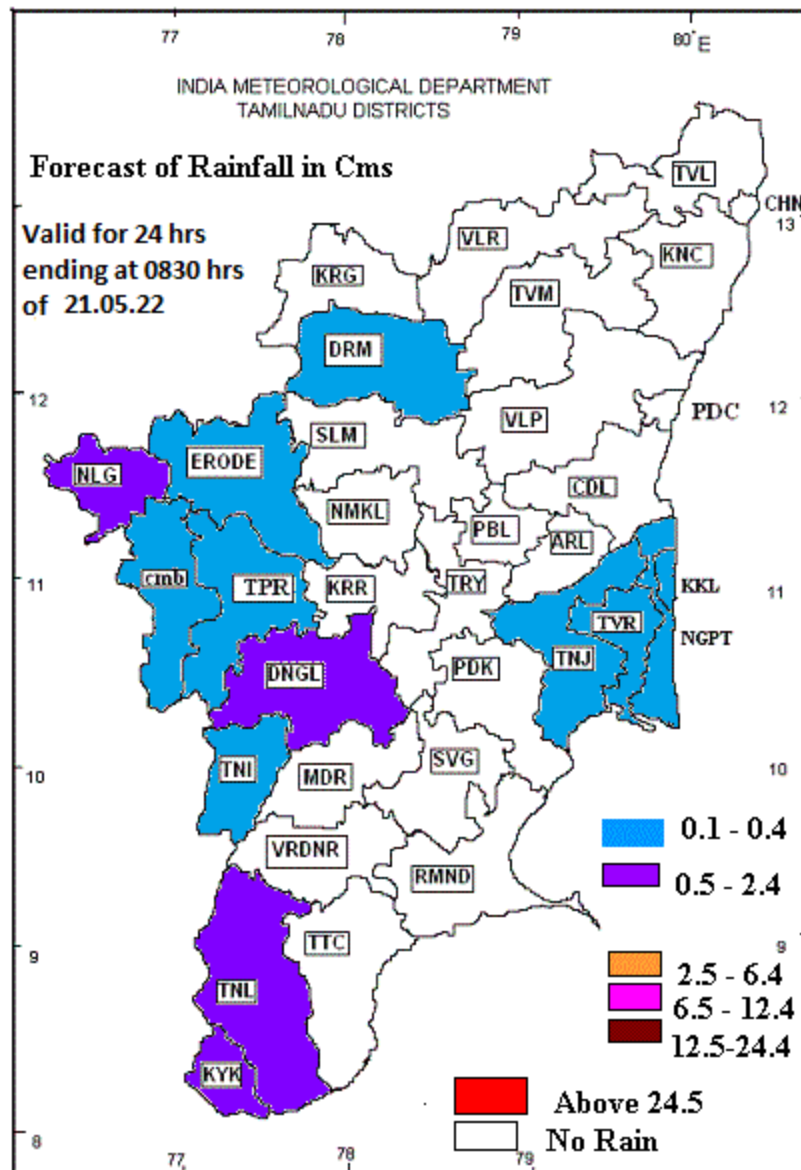 77 78 79 80°E
INDIA METEOROLOGICAL DEPARTMENT
TAMILNADU DISTRICTS
Forecast of Rainfall in Cms
Valid for 24 hrs
ending at 0830 hrs
of 21.05.22
TVL
CHN
13
VLR
KNC
KRG
TVM
DRM
12
12
PDC
VLP
SLM
ERODE
NLG
CDL
NMKL
PBL
ARL
11
cmb
TPR
KRR
TRY
KKL
11
TVR
NGPT
TNJ
DNGL
PDK
10
TNI
MDR
SVG
10
0.1 - 0.4
VRDNR
RMND
0.5 - 2.4
9
TTC
9
2.5 - 6.4
TNL
6.5 - 12.4
12.5-24.4
KYK
Above 24.5
No Rain
8
77 78 79